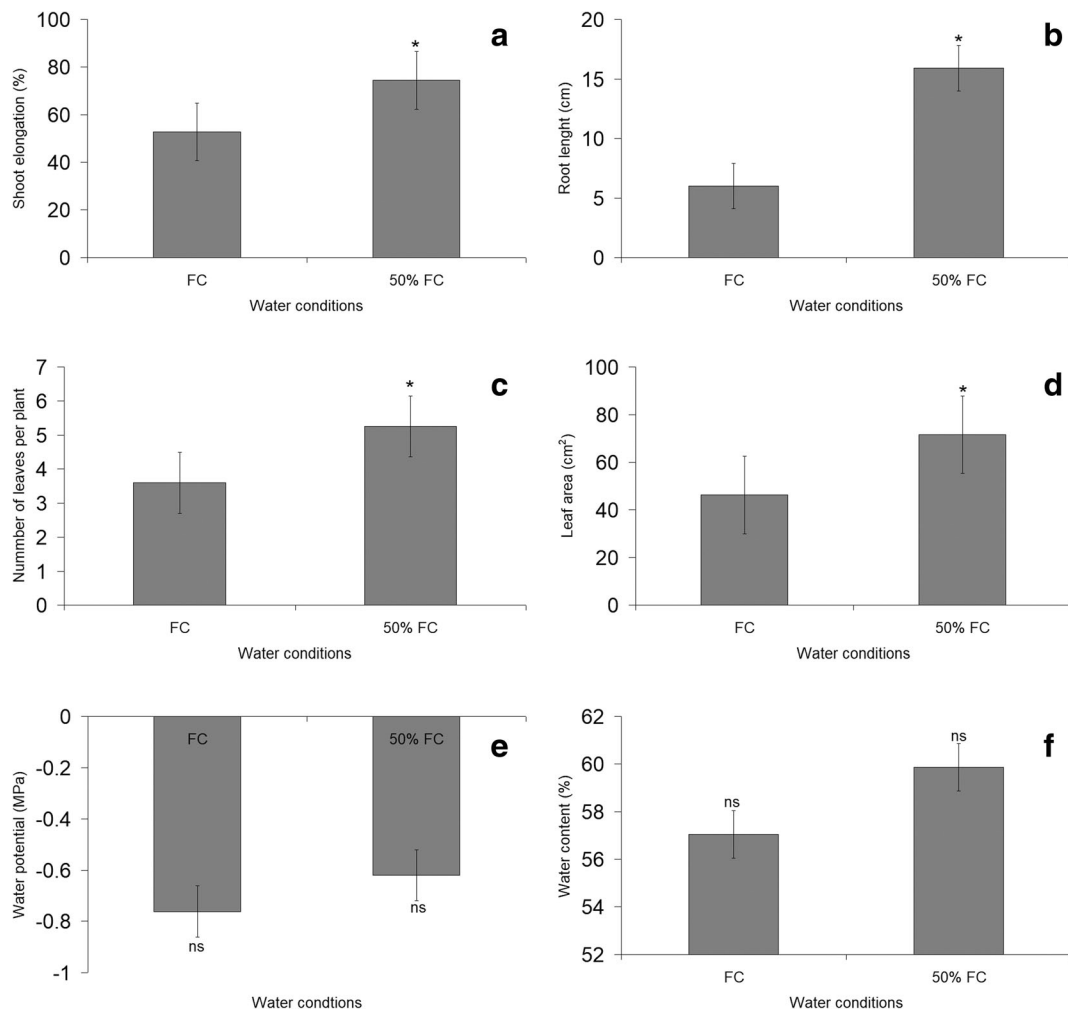 a
Shoot elongation (%)
100
80
60
40
20
0
*
FC 50% FC
Water conditions
b
Root lenght (cm)
20
15
10
5
0
*
FC 50% FC
Water conditions
c
Nummber of leaves per plant
7
6
5
4
3
2
1
0
*
FC 50% FC
Water conditions
d
Leaf area (cm²)
100
80
60
40
20
0
*
FC 50% FC
Water conditions
e
Water potential (MPa)
0
-0.2
-0.4
-0.6
-0.8
-1
FC 50% FC
ns ns
Water condtions
f
Water content (%)
62
60
58
56
54
52
ns ns
FC 50% FC
Water conditions